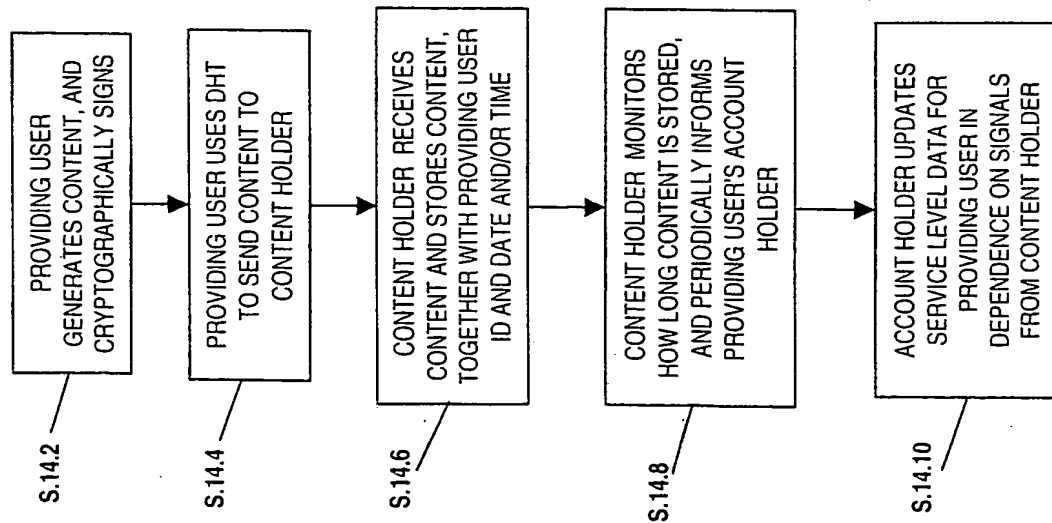 S.14.2
PROVIDING USER
GENERATES CONTENT, AND
CRYPTOGRAPHICALLY SIGNS
S.14.4
PROVIDING USER USES DHT
TO SEND CONTENT TO
CONTENT HOLDER
S.14.6
CONTENT HOLDER RECEIVES
CONTENT AND STORES CONTENT,
TOGETHER WITH PROVIDING USER
ID AND DATE AND/OR TIME
S.14.8
CONTENT HOLDER MONITORS
HOW LONG CONTENT IS STORED,
AND PERIODICALLY INFORMS
PROVIDING USER'S ACCOUNT
HOLDER
S.14.10
ACCOUNT HOLDER UPDATES
SERVICE LEVEL DATA FOR
PROVIDING USER IN
DEPENDENCE ON SIGNALS
FROM CONTENT HOLDER